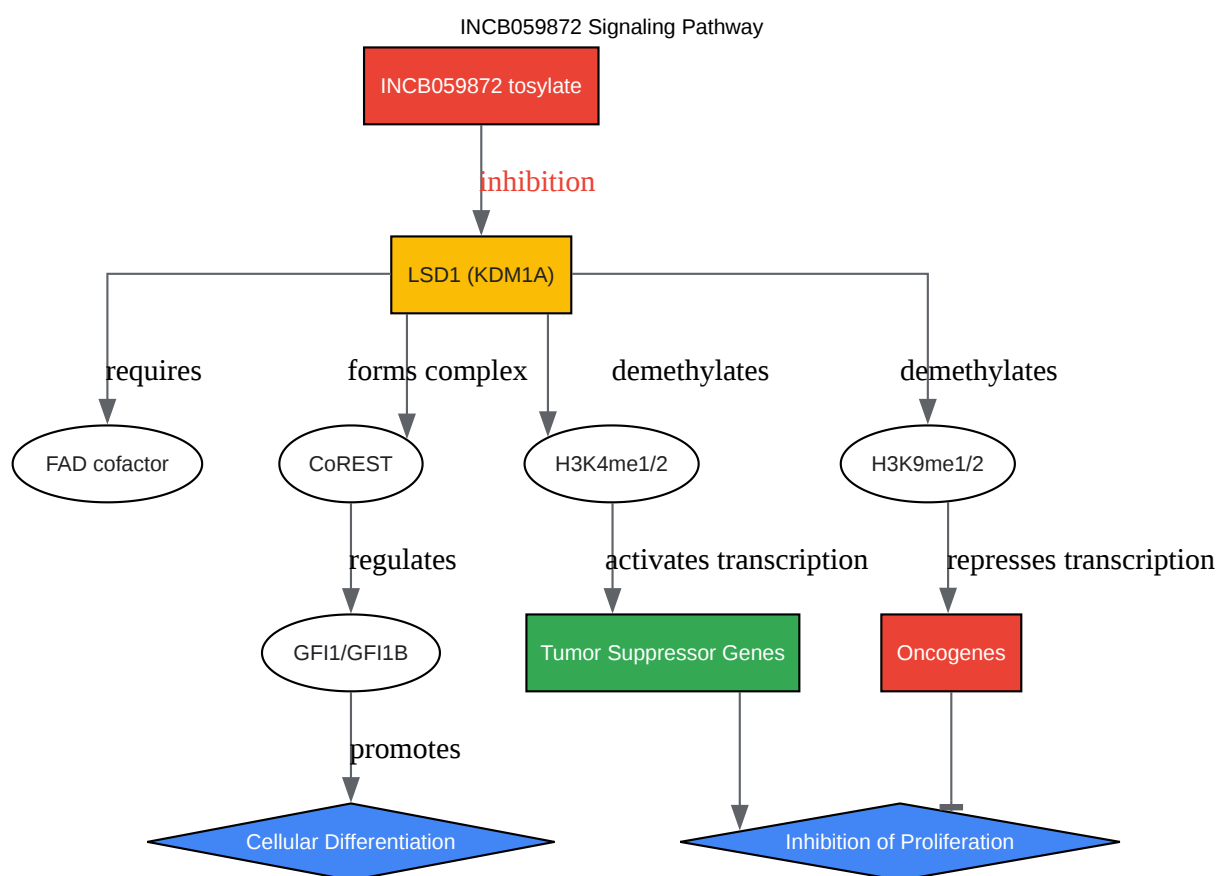 INCB059872 Signaling Pathway
INCB059872 tosylate
inhibition
LSD1 (KDM1A)
requires
forms complex
demethylates
demethylates
FAD cofactor
CoREST
H3K4me1/2
H3K9me1/2
regulates
activates transcription
represses transcription
GFI1/GFI1B
Tumor Suppressor Genes
Oncogenes
promotes
Cellular Differentiation
Inhibition of Proliferation